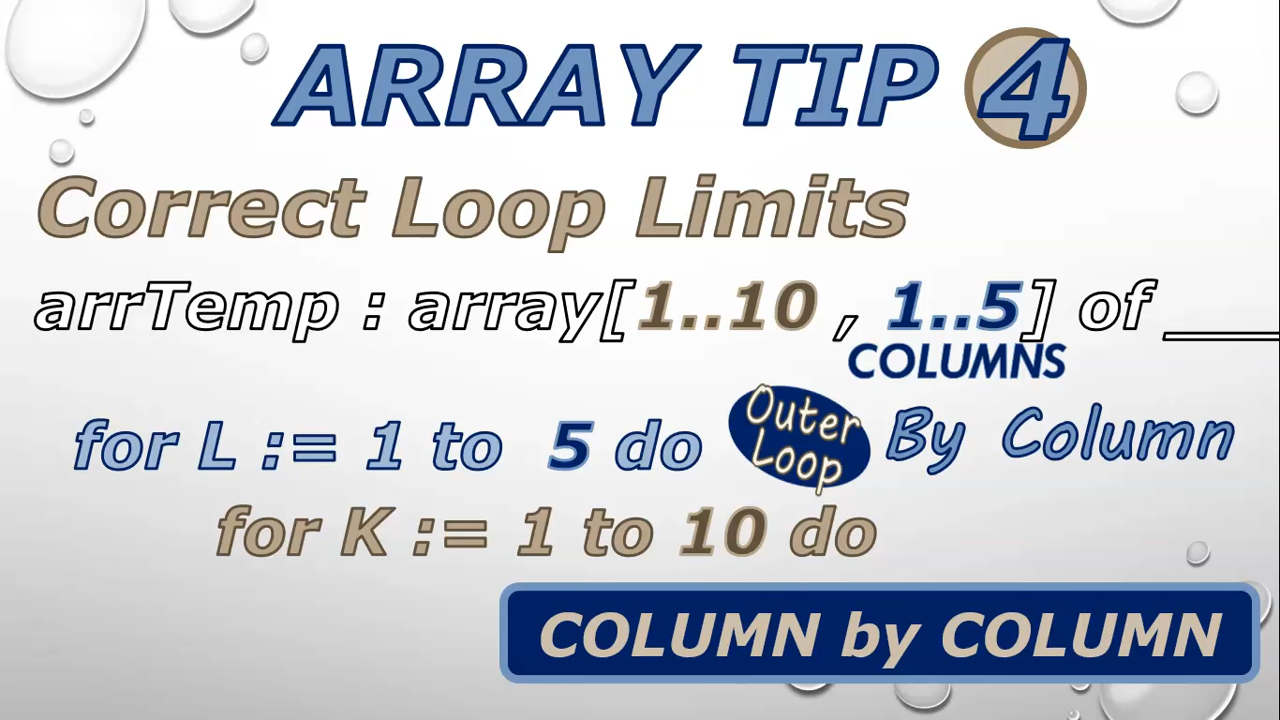 ARRAY TIP 4
Correct Loop Limits
arrTemp : array[1..10 , 1..5] of ____
COLUMNS
for L := 1 to 5 do
Outer
Loop
By Column
for K := 1 to 10 do
COLUMN by COLUMN